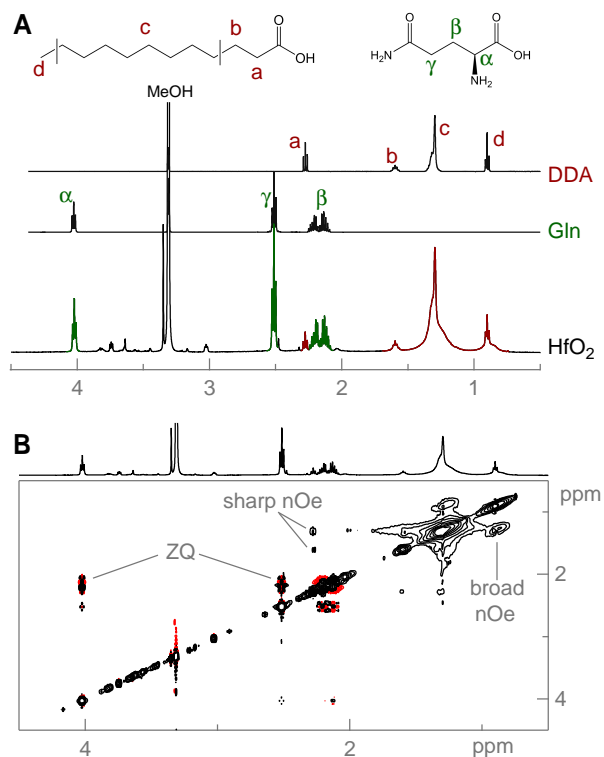 A
c
b
O
OH
d
a
O
β
O
H₂N
OH
γ
α
NH₂
MeOH
a
c
d
b
DDA
α
γ
β
Gln
HfO₂
4
3
2
1
B
ppm
sharp nOe
ZQ
2
broad
nOe
4
4
2
ppm